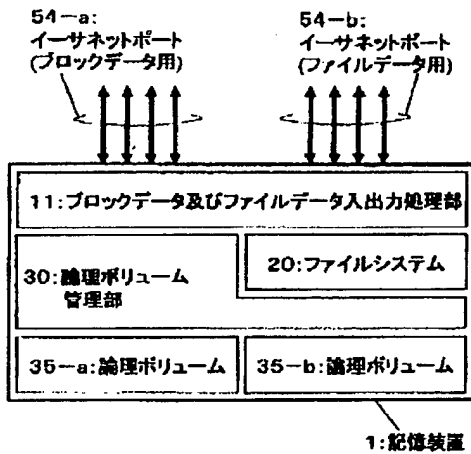 54-a:
イーサネットポート
(ブロックデータ用)
54-b:
イーサネットポート
(ファイルデータ用)
11:ブロックデータ及びファイルデータ入出力処理部
30:論理ボリューム
管理部
20:ファイルシステム
35-a:論理ボリューム
35-b:論理ボリューム
1:記憶装置